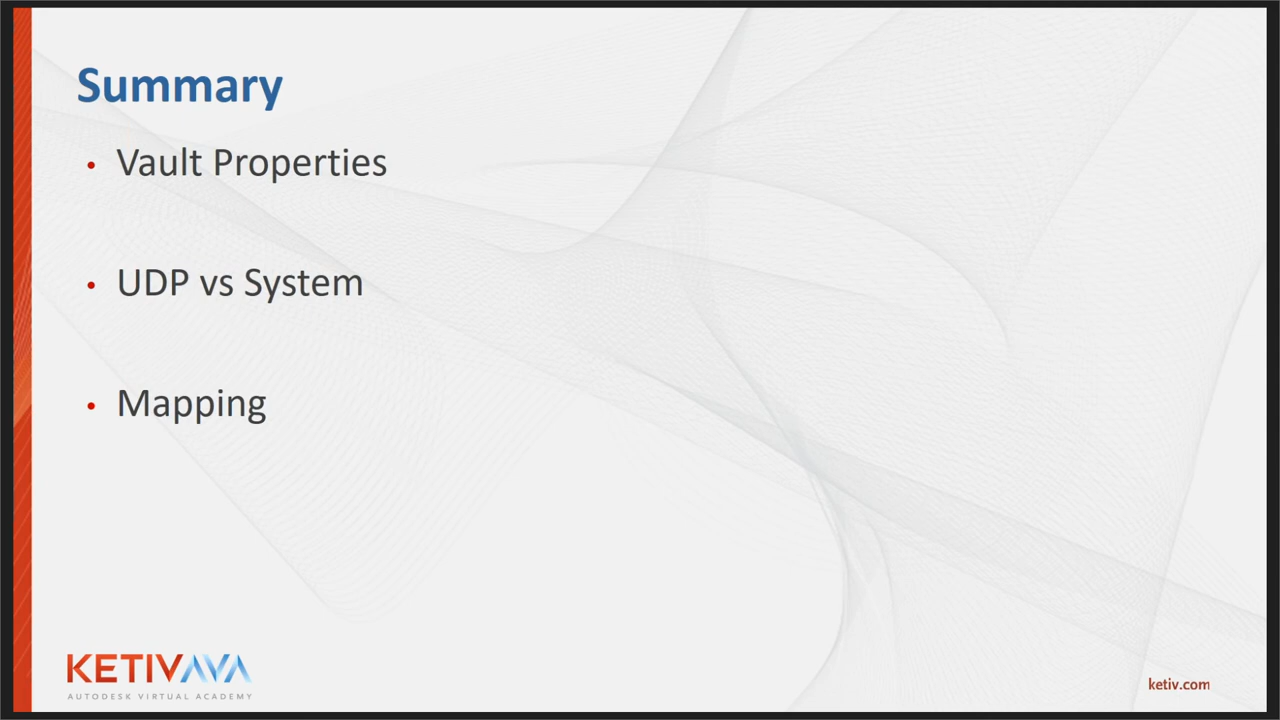 Summary
• Vault Properties
• UDP vs System
• Mapping
KETIVAVA
AUTODESK VIRTUAL ACADEMY
ketiv.com